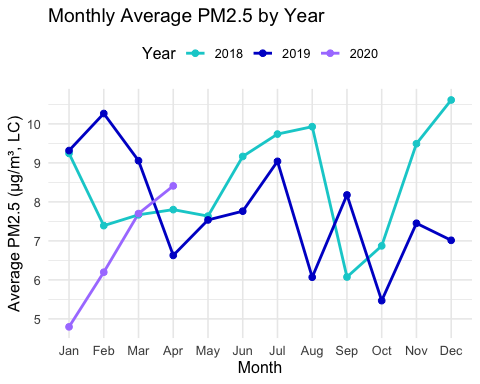 Monthly Average PM2.5 by Year
Year 2018 2019 2020
Average PM2.5 (µg/m³, LC)
10
9
8
7
6
5
Jan Feb Mar Apr May Jun Jul Aug Sep Oct Nov Dec
Month